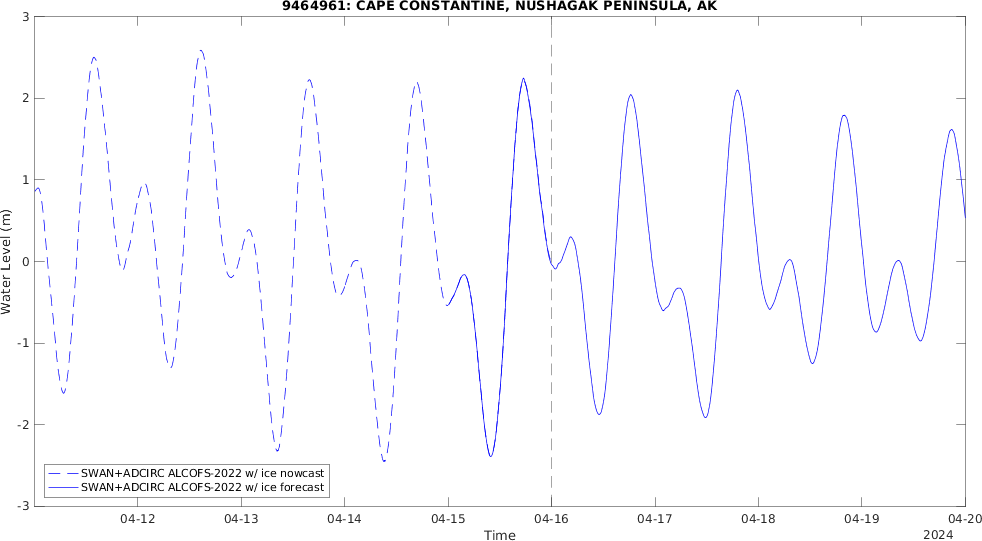 9464961: CAPE CONSTANTINE, NUSHAGAK PENINSULA, AK
3
2
1
0
-1
-2
-3
Water Level (m)
SWAN+ADCIRC ALCOFS-2022 w/ ice nowcast
SWAN+ADCIRC ALCOFS-2022 w/ ice forecast
04-12 04-13 04-14 04-15 04-16 04-17 04-18 04-19 04-20
Time
2024